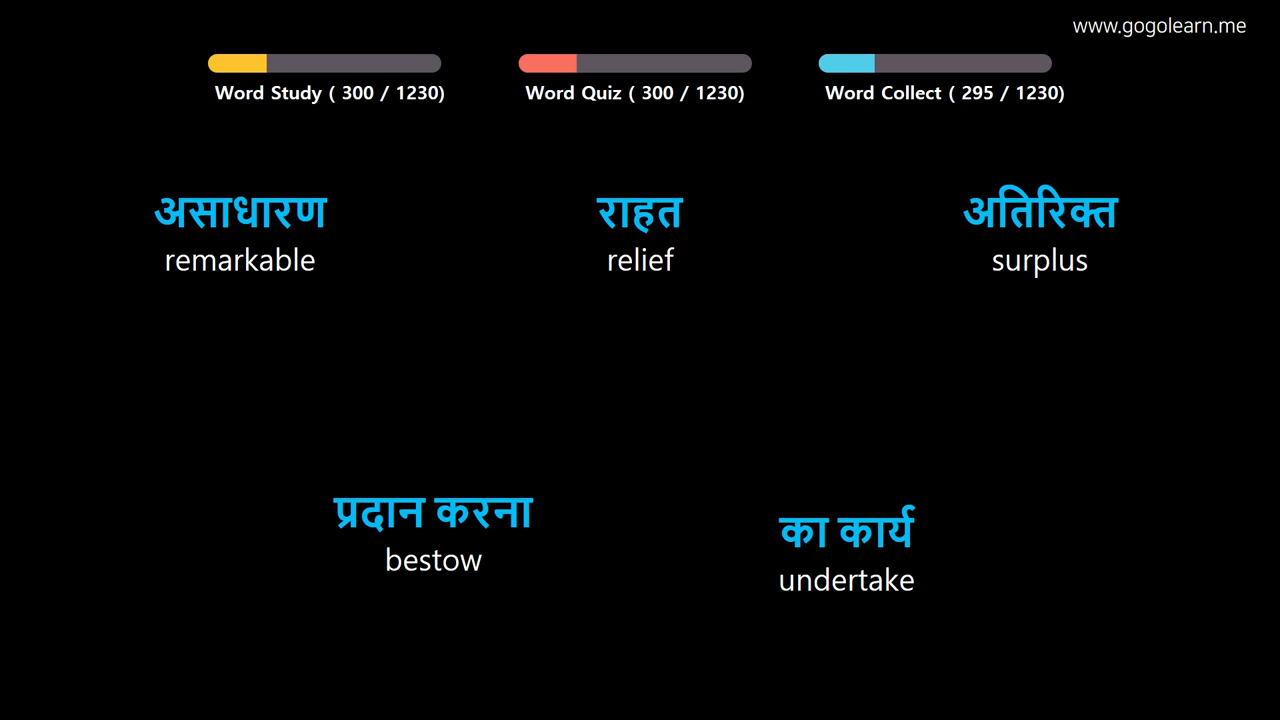 www.gogolearn.me
Word Study ( 300 / 1230)
Word Quiz ( 300 / 1230)
Word Collect ( 295 / 1230)
असाधारण
remarkable
राहत
relief
अतिरिक्त
surplus
प्रदान करना
bestow
का कार्य
undertake